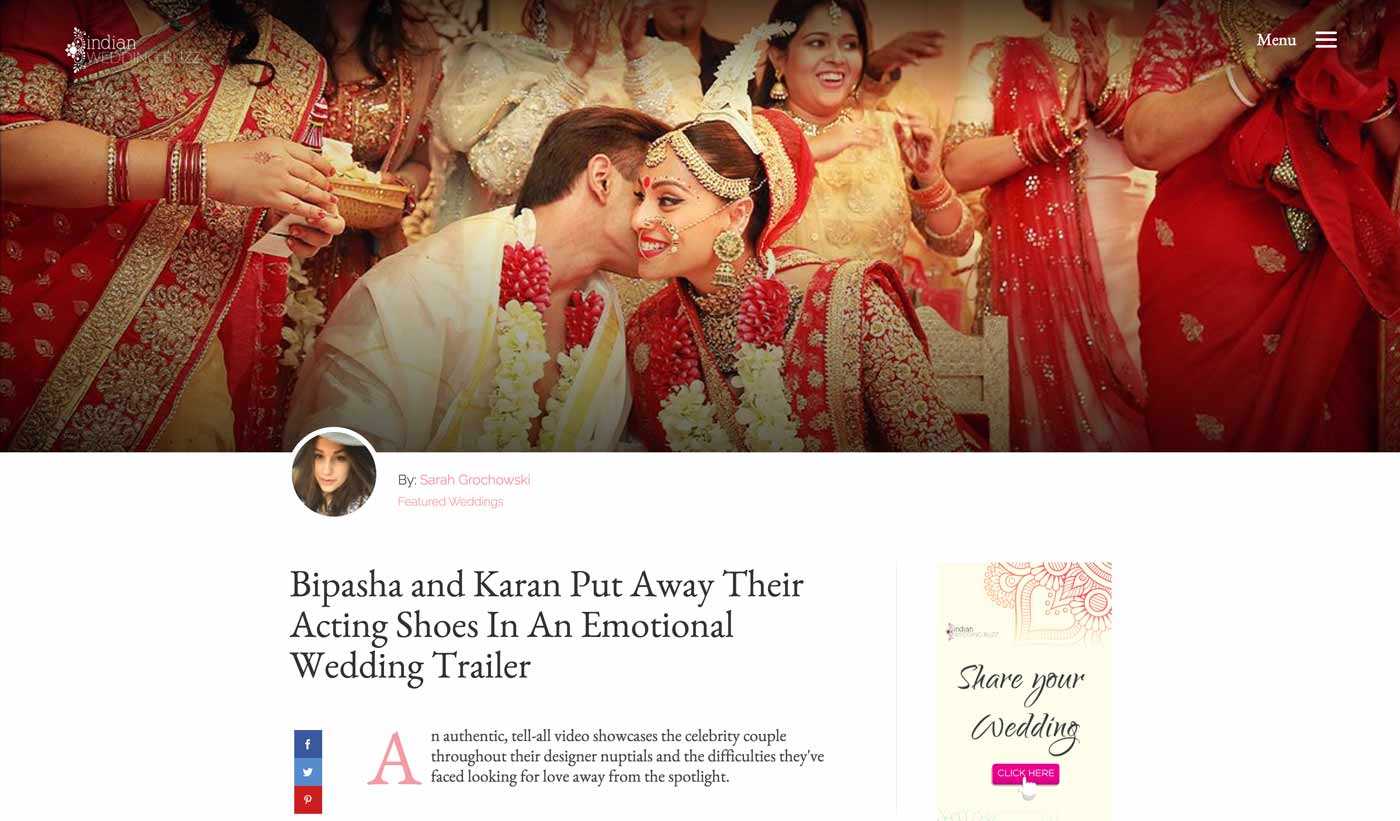 indian
WEDDING BUZZ
Menu
By: Sarah Grochowski
Featured Weddings
Bipasha and Karan Put Away Their
Acting Shoes In An Emotional
Wedding Trailer
An authentic, tell-all video showcases the celebrity couple
throughout their designer nuptials and the difficulties they've
faced looking for love away from the spotlight.
indian
WEDDING BUZZ
Share your
Wedding
CLICK HERE